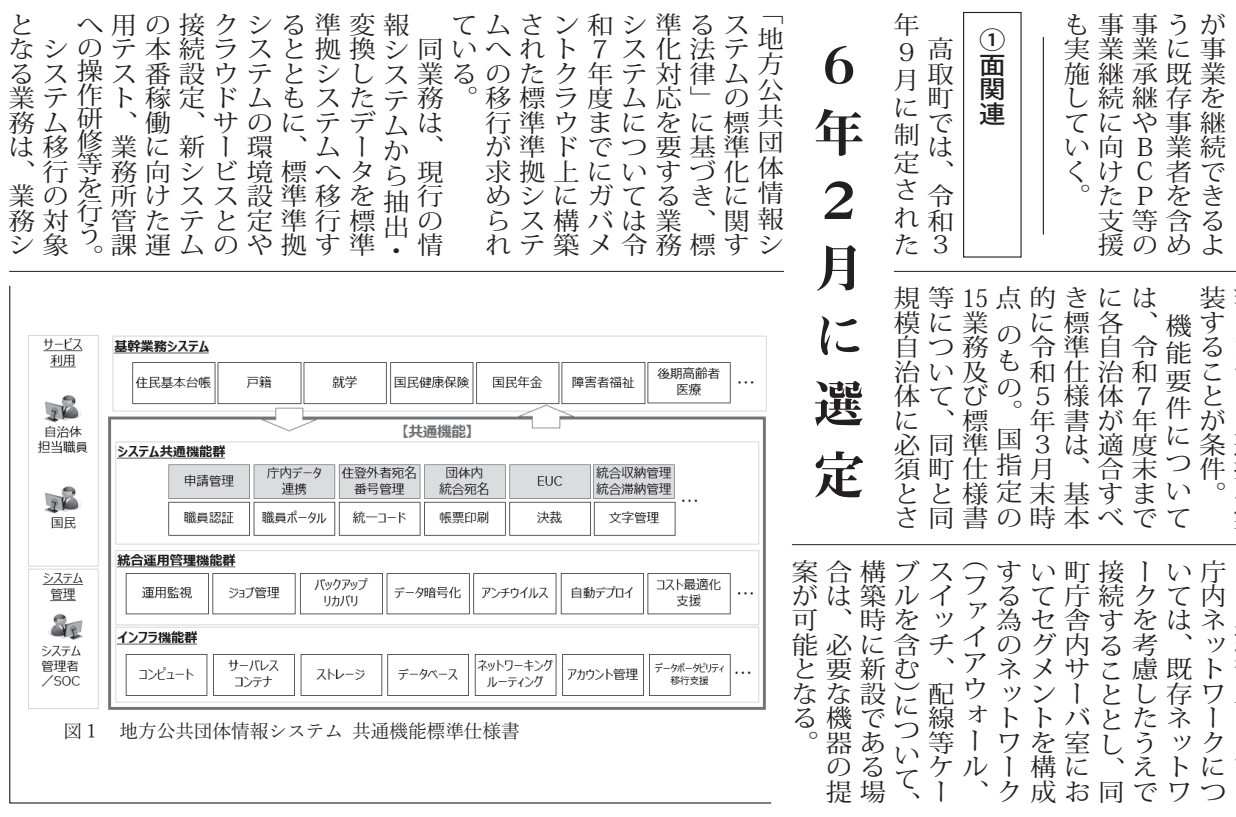 が事業を継続できるよ
うに既存事業者を含め
事業承継やBCP等の
事業継続に向けた支援
も実施していく。
①面関連
高取町では、令和3
年9月に制定された
6年2月に選定
「地方公共団体情報シ
ステムの標準化に関す
る法律」に基づき、標
準化対応を要する業務
システムについては令
和7年度までにガバメ
ントクラウド上に構築
された標準準拠システ
ムへの移行が求められ
ている。
同業務は、現行の情
報システムから抽出・
変換したデータを標準
準拠システムへ移行す
るとともに、標準準拠
システムの環境設定や
クラウドサービスとの
接続設定、新システム
の本番稼働に向けた運
用テスト、業務所管課
への操作研修等を行う。
システム移行の対象
となる業務は、業務シ
装することが条件。
機能要件について
は、令和7年度末まで
に各自治体が適合すべ
き標準仕様書は、基本
的に令和5年3月末時
点 のもの。国指定の
15業務及び標準仕様書
等について、同町と同
規模自治体に必須とさ
庁内ネットワークにつ
いては、既存ネットワ
ークを考慮したうえで
接続することとし、同
町庁舎内サーバ室にお
いてセグメントを構成
する為のネットワーク
(ファイアウォール、
スイッチ、配線等ケー
ブルを含む)について、
構築時に新設である場
合は、必要な機器の提
案が可能となる。
サービス
利用
自治体
担当職員
国民
システム
管理
システム
管理者
/SOC
基幹業務システム
住民基本台帳 戸籍 就学 国民健康保険 国民年金 障害者福祉 後期高齢者医療 …
【共通機能】
システム共通機能群
申請管理 庁内データ連携 住登外者宛名番号管理 団体内統合宛名 EUC 統合収納管理統合滞納管理 …
職員認証 職員ポータル 統一コード 帳票印刷 決裁 文字管理
統合運用管理機能群
運用監視 ジョブ管理 バックアップリカバリ データ暗号化 アンチウイルス 自動デプロイ コスト最適化支援 …
インフラ機能群
コンピュート サーバレスコンテナ ストレージ データベース ネットワーキングルーティング アカウント管理 データポータビリティ移行支援 …
図1 地方公共団体情報システム 共通機能標準仕様書